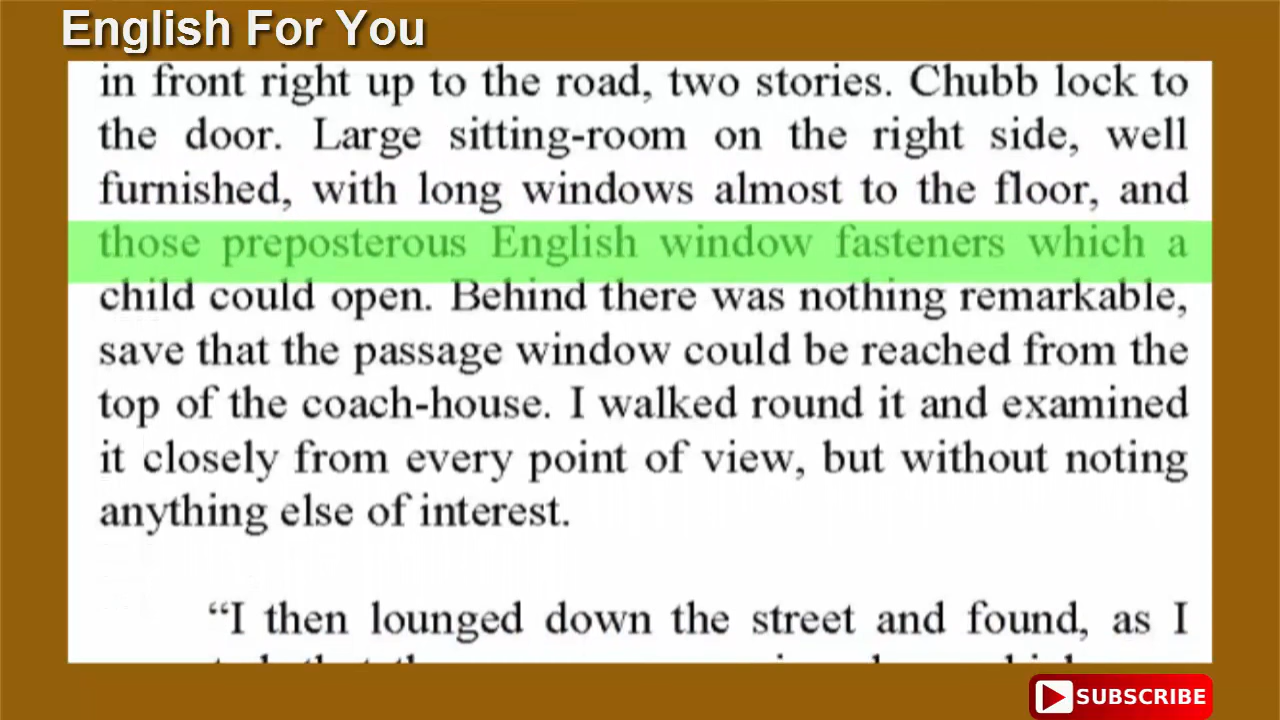 English For You
in front right up to the road, two stories. Chubb lock to
the door. Large sitting-room on the right side, well
furnished, with long windows almost to the floor, and
those preposterous English window fasteners which a
child could open. Behind there was nothing remarkable,
save that the passage window could be reached from the
top of the coach-house. I walked round it and examined
it closely from every point of view, but without noting
anything else of interest.
“I then lounged down the street and found, as I
SUBSCRIBE